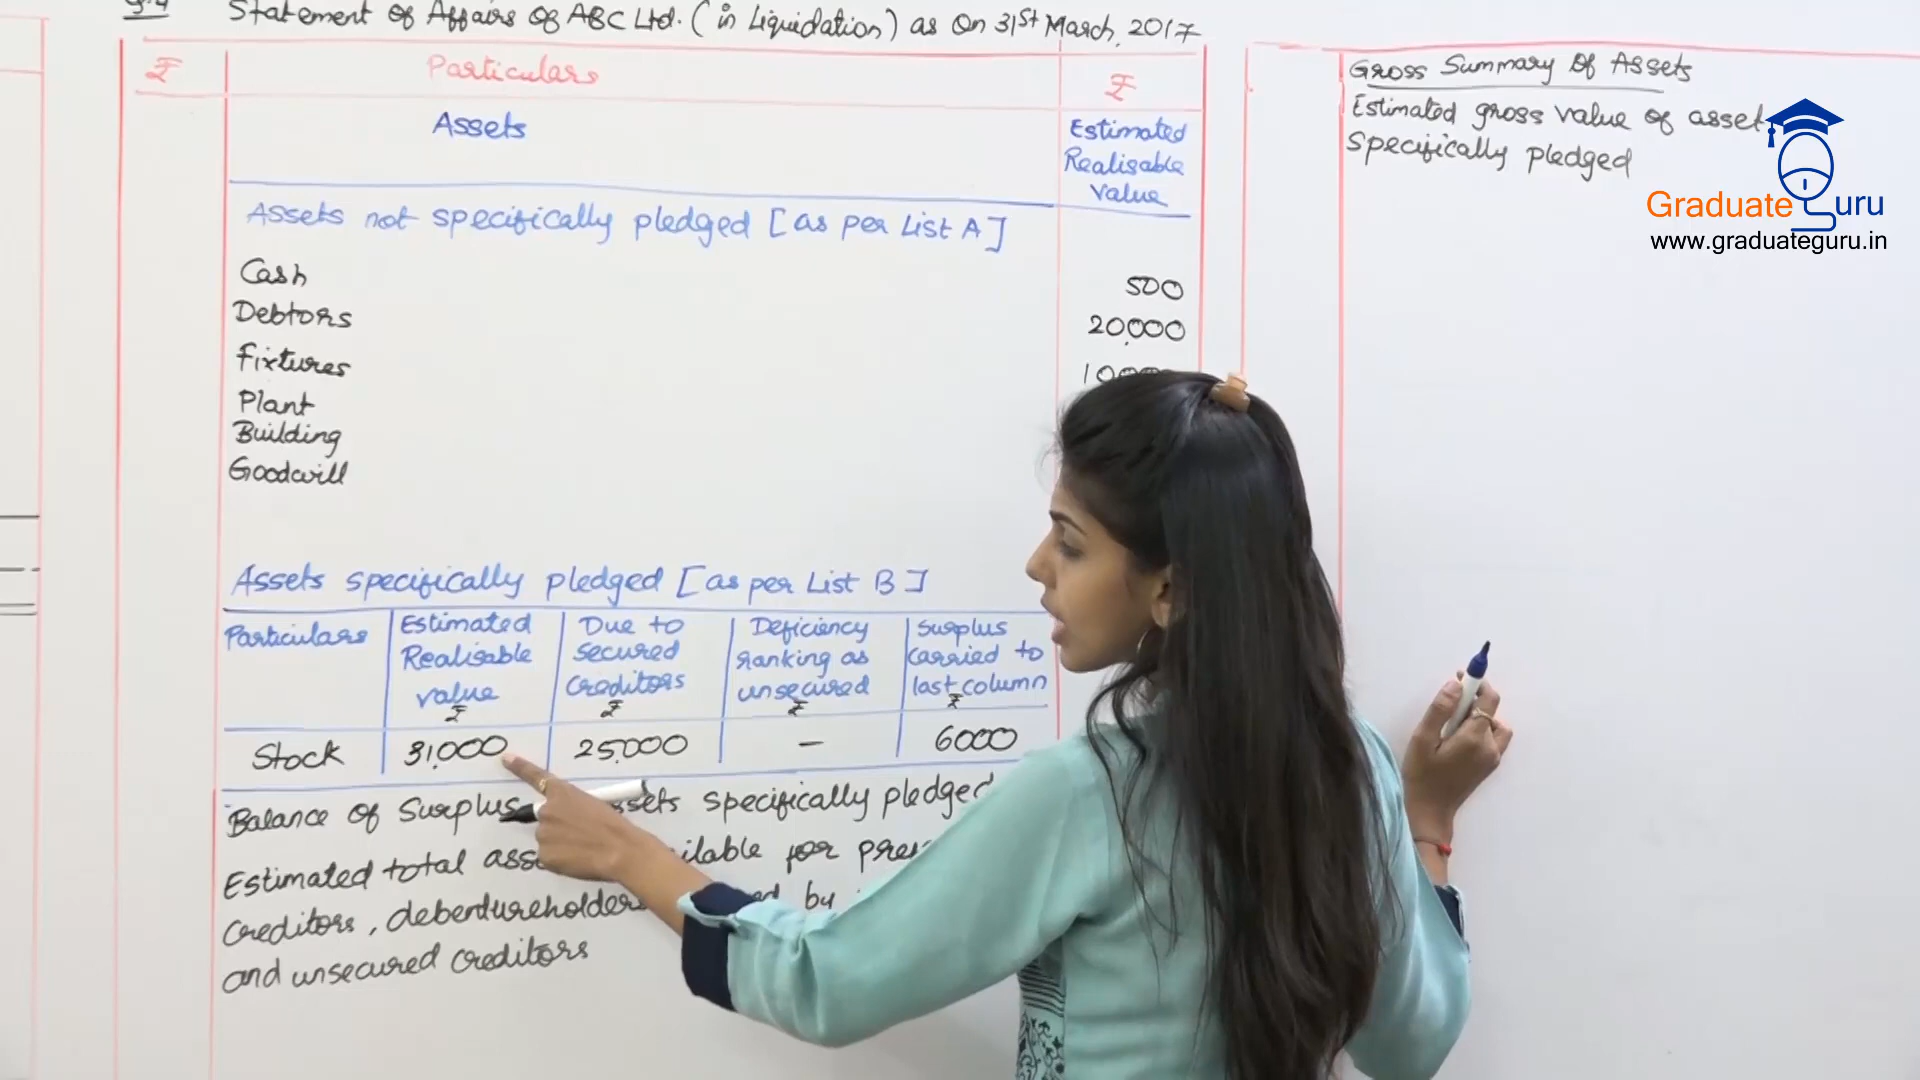 Statement of Affairs of ABC Ltd. (in Liquidation) as on 31st March, 2017
₹ Particulars ₹
Assets
Estimated
Realisable
Value
Assets not specifically pledged [as per List A]
Cash 500
Debtors 20,000
Fixtures
Plant
Building
Goodwill
Assets specifically pledged [as per List B]
Particulars
Estimated
Realisable
value
₹
Due to
secured
creditors
₹
Deficiency
ranking as
unsecured
₹
Surplus
carried to
last column
₹
Stock 31,000 25,000 — 6000
Balance of Surplus specifically pledged
Estimated total for
creditors, debentureholders by
and unsecured creditors
Gross Summary of Assets
Estimated gross value of asset
specifically pledged
Graduate Guru
www.graduateguru.in